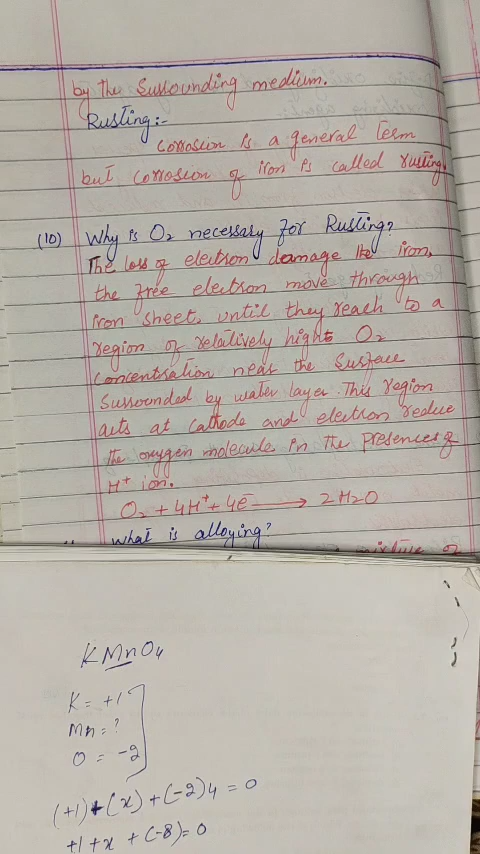 by the Surrounding medium.
Rusting:-
Corrosion is a general term
but corrosion of iron is called rusting.
(10) Why is O2 necessary for Rusting?
The loss of electron damage the iron,
the free electron move through
iron sheet, until they reach to a
region of relatively hight O2
concentration near the Surface
Surrounded by water layer. This region
acts at cathode and electron reduce
the oxygen molecule in the presences of
H+ ion.
O2 + 4H+ + 4e → 2H2O
What is alloying?
mixture of
KMnO4
K = +1
Mn = ?
O = -2
(+1) + (x) + (-2)4 = 0
+1 + x + (-8) = 0